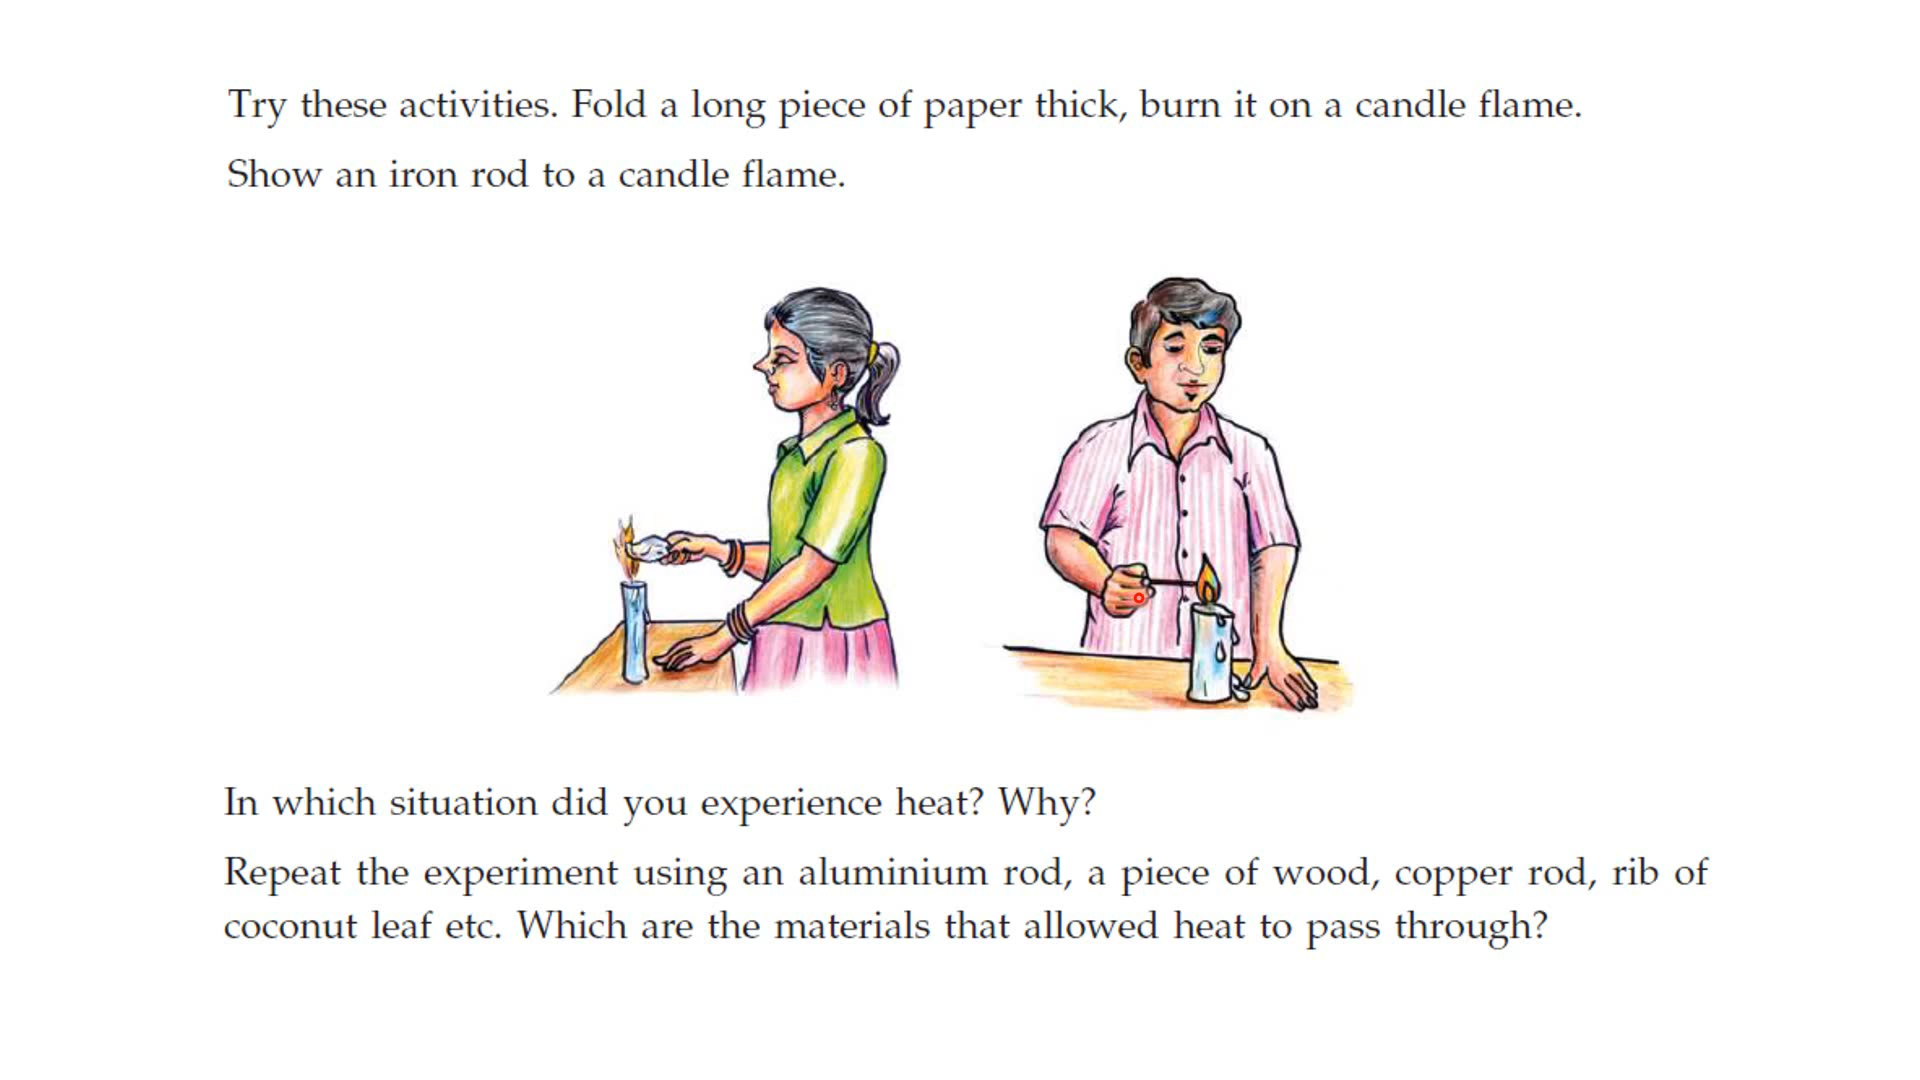 Try these activities. Fold a long piece of paper thick, burn it on a candle flame.
Show an iron rod to a candle flame.
In which situation did you experience heat? Why?
Repeat the experiment using an aluminium rod, a piece of wood, copper rod, rib of
coconut leaf etc. Which are the materials that allowed heat to pass through?